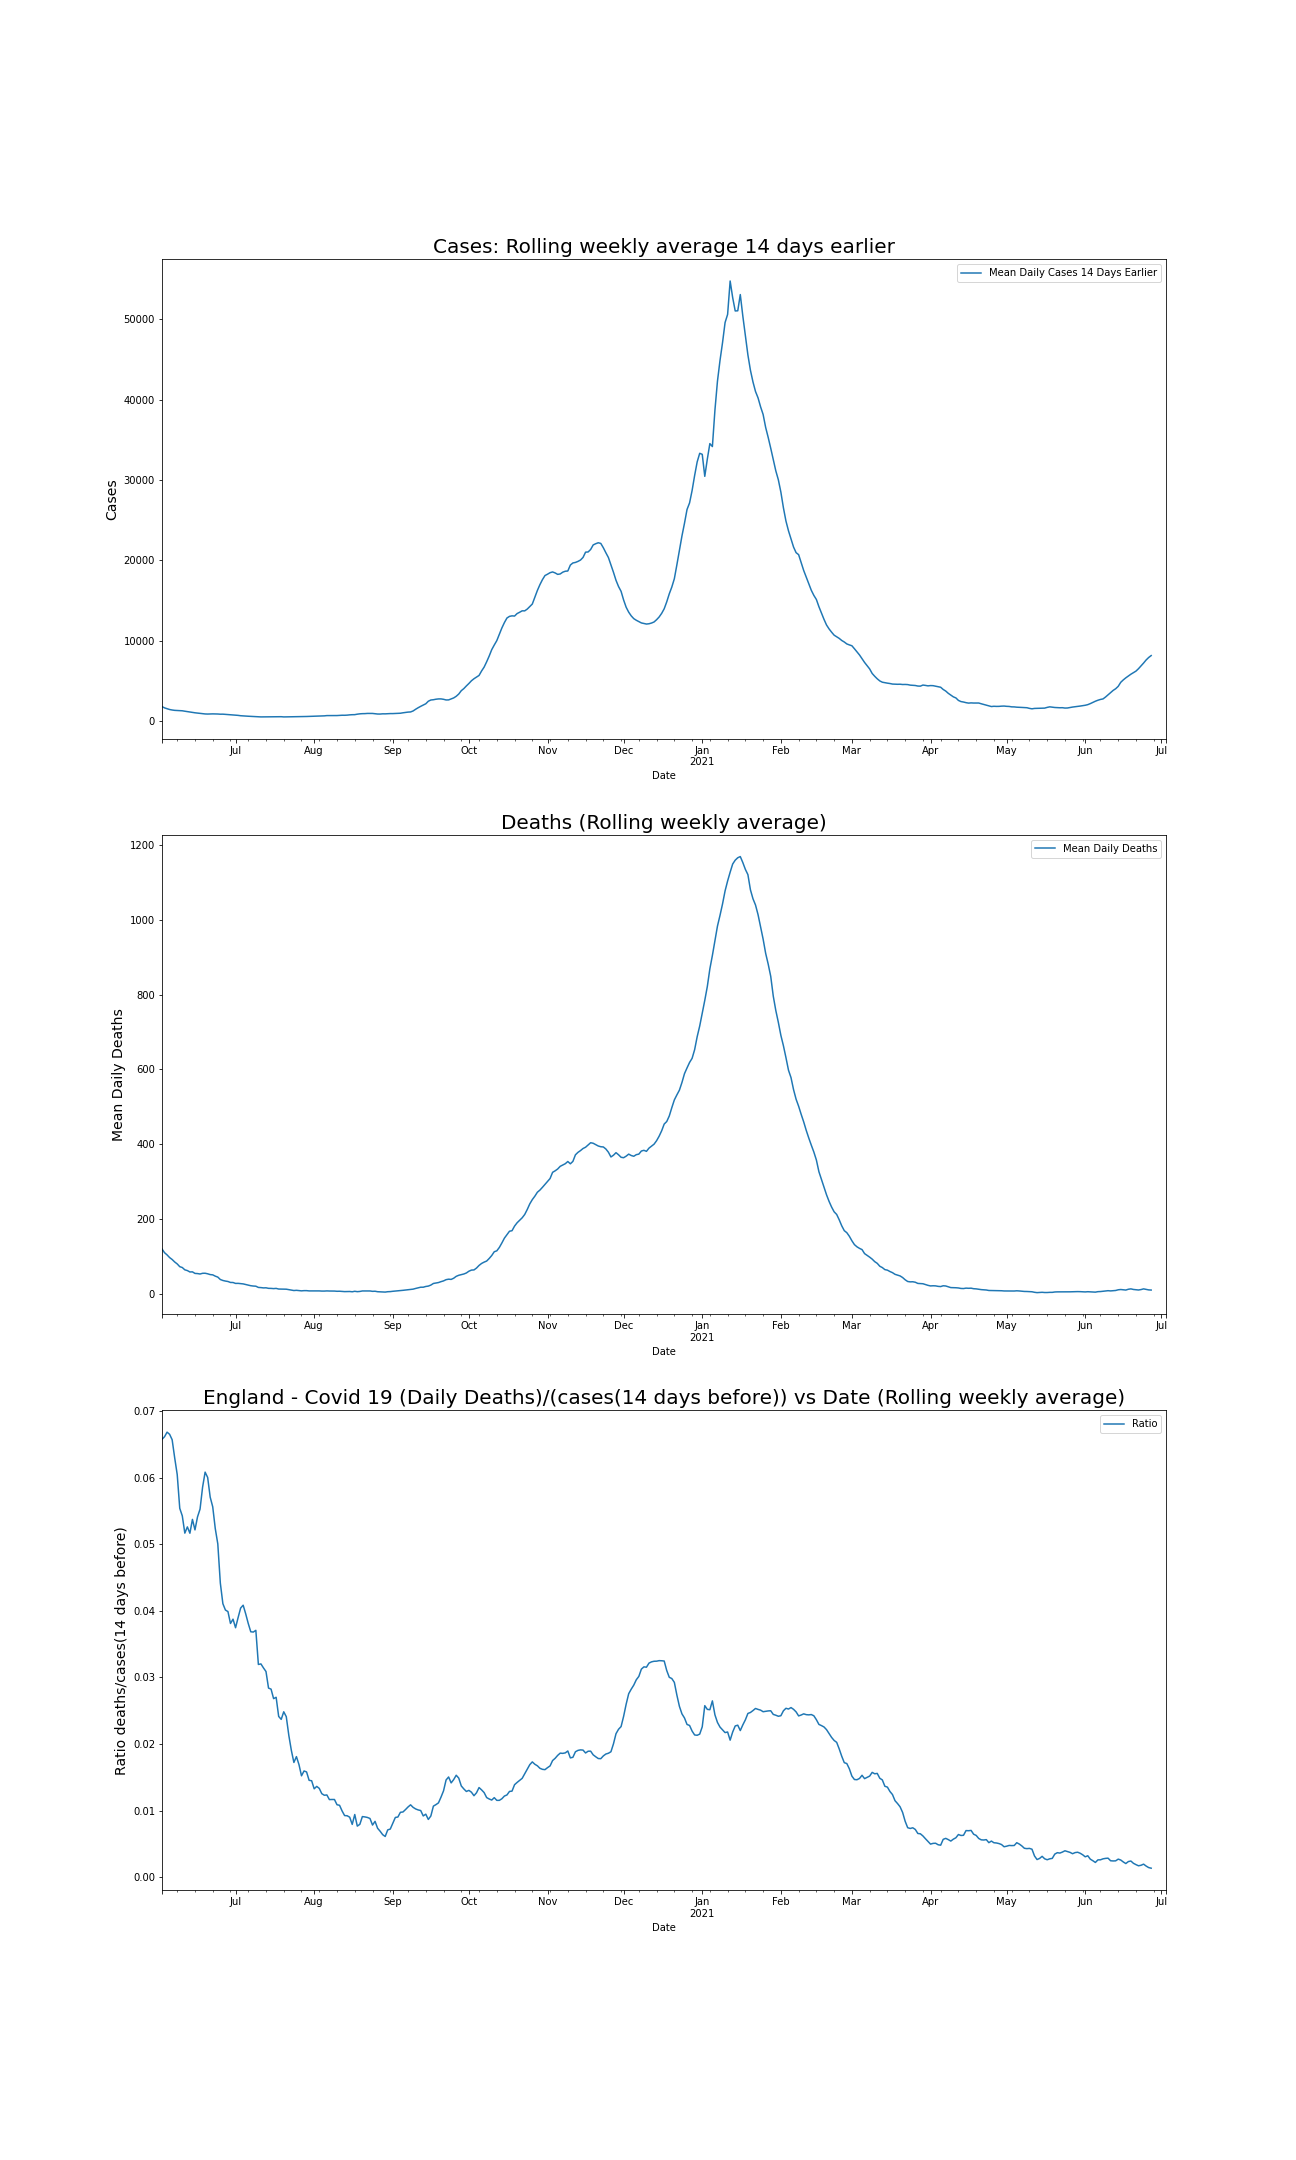 Cases: Rolling weekly average 14 days earlier
Mean Daily Cases 14 Days Earlier
50000
40000
30000
20000
10000
0
Cases
Jul Aug Sep Oct Nov Dec Jan Feb Mar Apr May Jun Jul
2021
Date
Deaths (Rolling weekly average)
Mean Daily Deaths
1200
1000
800
600
400
200
0
Mean Daily Deaths
Jul Aug Sep Oct Nov Dec Jan Feb Mar Apr May Jun Jul
2021
Date
England - Covid 19 (Daily Deaths)/(cases(14 days before)) vs Date (Rolling weekly average)
Ratio
0.07
0.06
0.05
0.04
0.03
0.02
0.01
0.00
Ratio deaths/cases(14 days before)
Jul Aug Sep Oct Nov Dec Jan Feb Mar Apr May Jun Jul
2021
Date